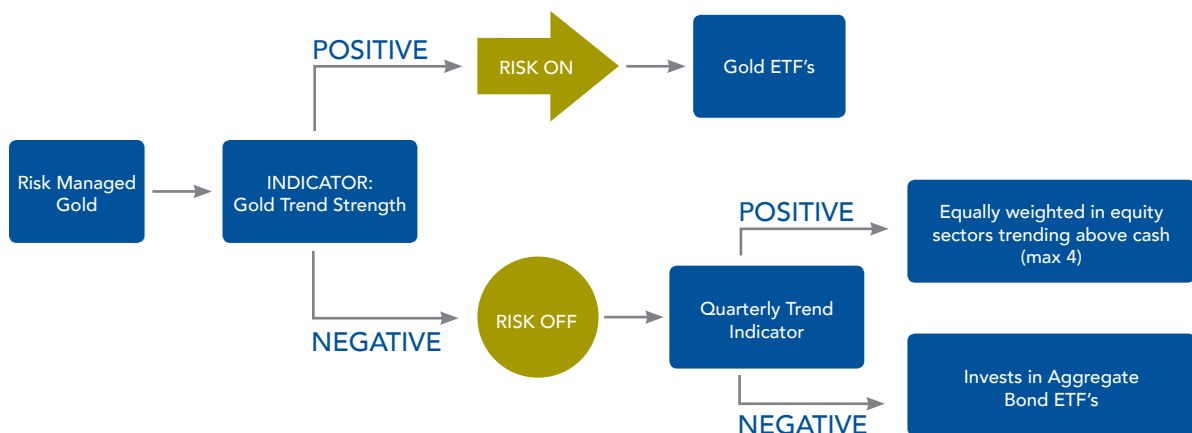 POSITIVE
RISK ON
Gold ETF's
Risk Managed
Gold
INDICATOR:
Gold Trend Strength
NEGATIVE
RISK OFF
Quarterly Trend
Indicator
POSITIVE
Equally weighted in equity
sectors trending above cash
(max 4)
NEGATIVE
Invests in Aggregate
Bond ETF's